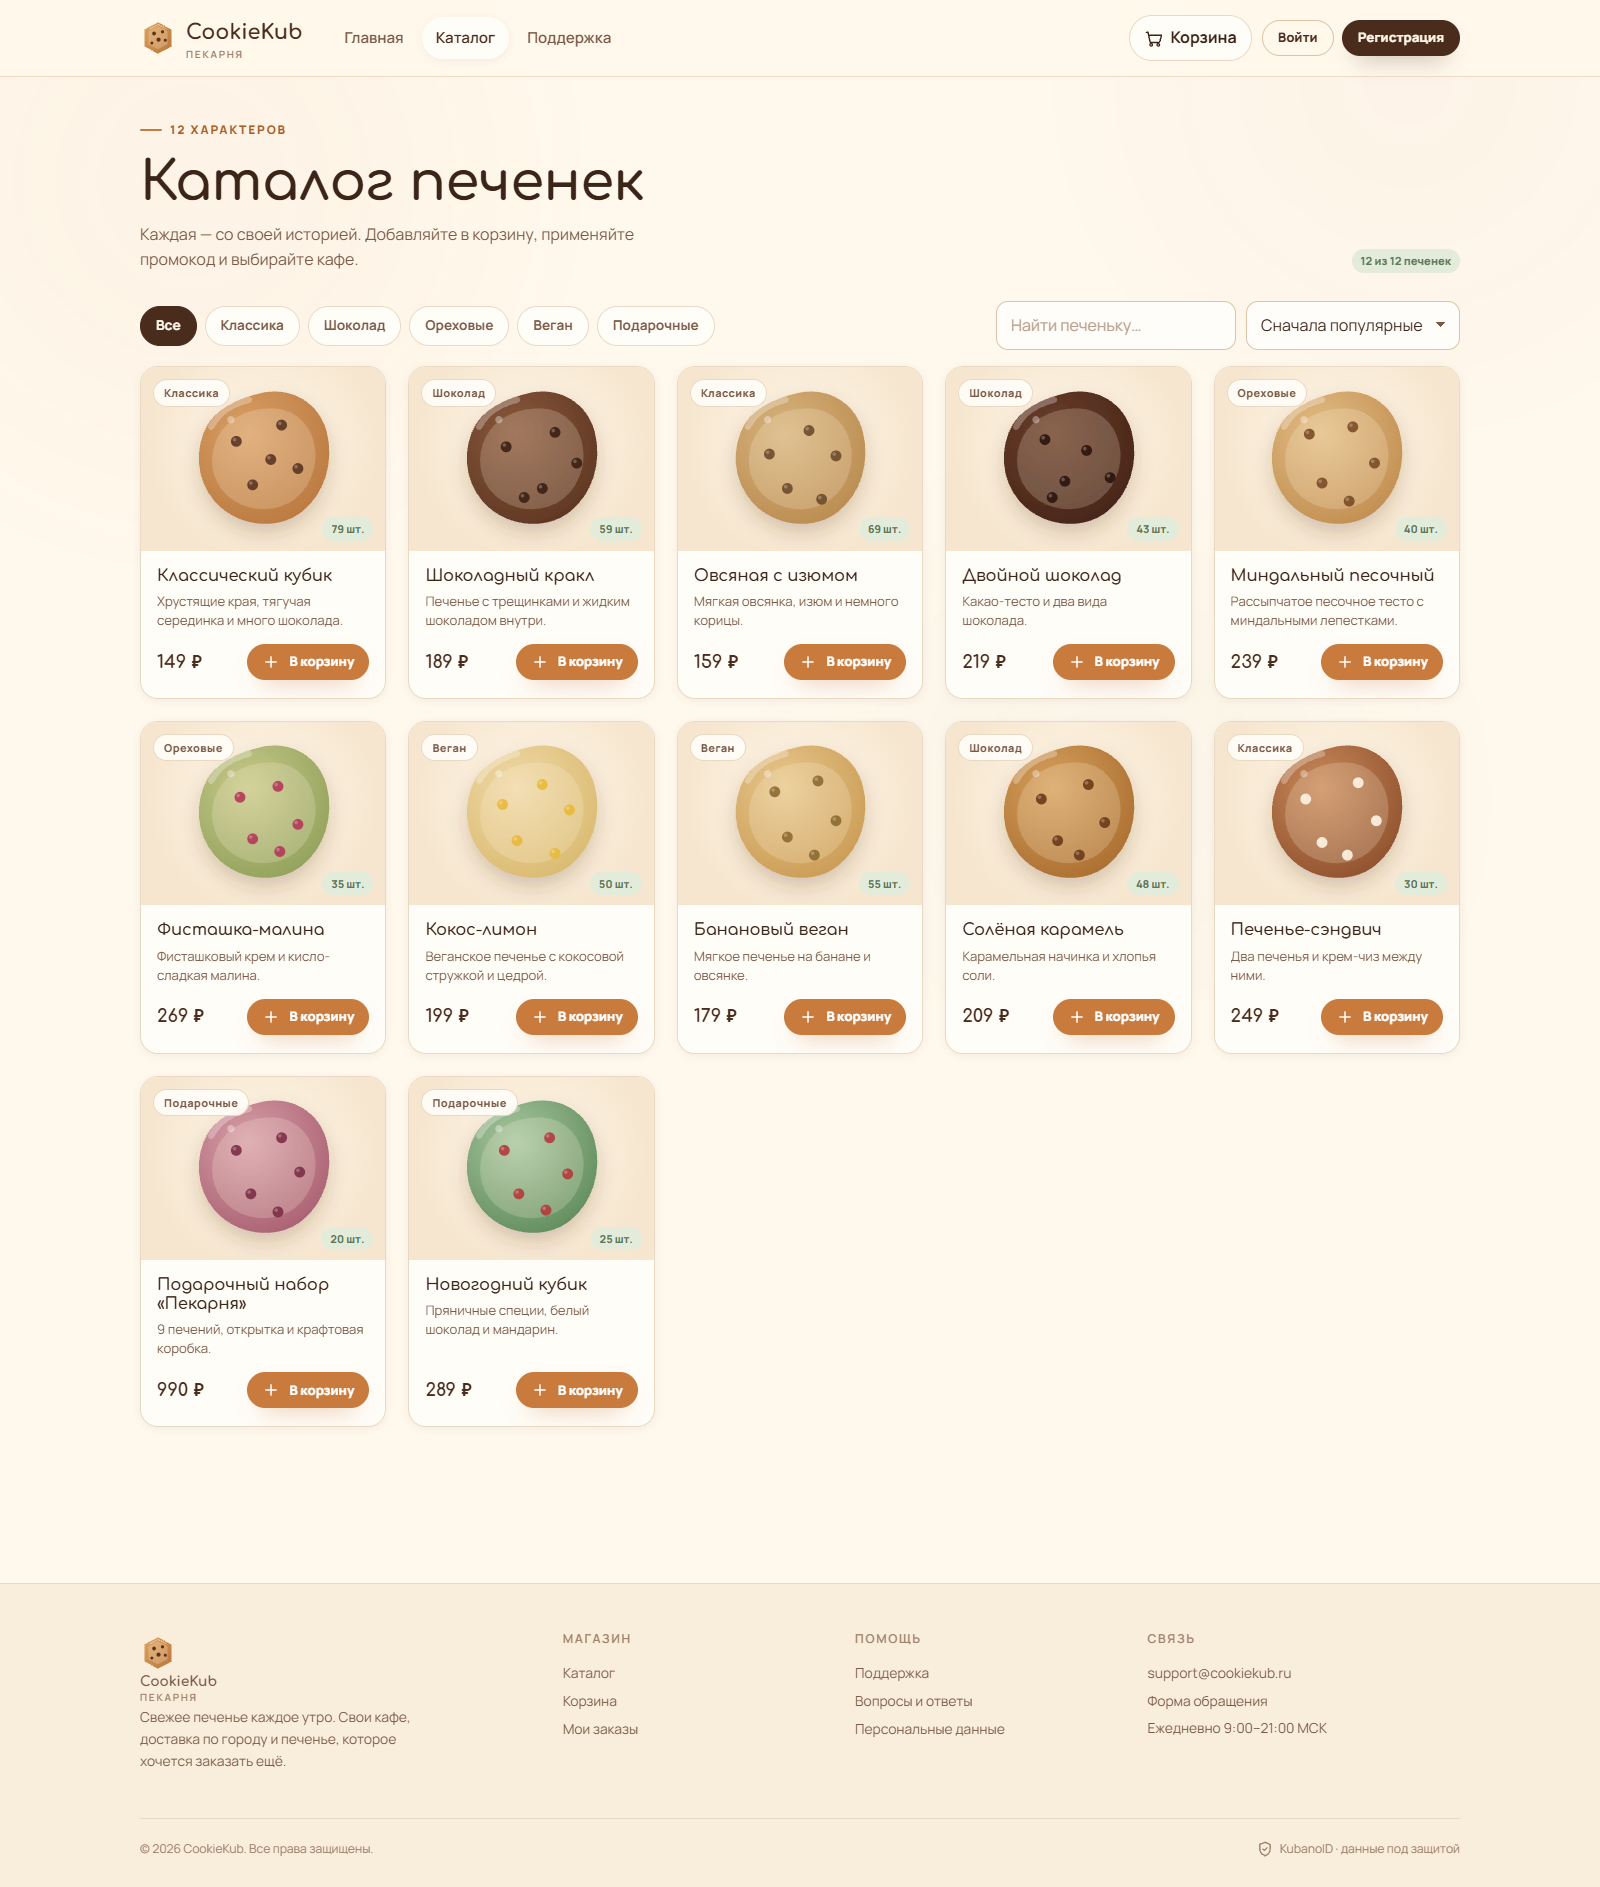 CookieKub
ПЕКАРНЯ
Главная
Каталог
Поддержка
Корзина
Войти
Регистрация
12 ХАРАКТЕРОВ
Каталог печенек
Каждая — со своей историей. Добавляйте в корзину, применяйте
промокод и выбирайте кафе.
12 из 12 печенек
Все
Классика
Шоколад
Ореховые
Веган
Подарочные
Найти печеньку...
Сначала популярные
Классика
79 шт.
Классический кубик
Хрустящие края, тягучая
серединка и много шоколада.
149 ₽
В корзину
Шоколад
59 шт.
Шоколадный кракл
Печенье с трещинками и жидким
шоколадом внутри.
189 ₽
В корзину
Классика
69 шт.
Овсяная с изюмом
Мягкая овсянка, изюм и немного
корицы.
159 ₽
В корзину
Шоколад
43 шт.
Двойной шоколад
Какао-тесто и два вида
шоколада.
219 ₽
В корзину
Ореховые
40 шт.
Миндальный песочный
Рассыпчатое песочное тесто с
миндальными лепестками.
239 ₽
В корзину
Ореховые
35 шт.
Фисташка-малина
Фисташковый крем и кисло-
сладкая малина.
269 ₽
В корзину
Веган
50 шт.
Кокос-лимон
Веганское печенье с кокосовой
стружкой и цедрой.
199 ₽
В корзину
Веган
55 шт.
Банановый веган
Мягкое печенье на банане и
овсянке.
179 ₽
В корзину
Шоколад
48 шт.
Солёная карамель
Карамельная начинка и хлопья
соли.
209 ₽
В корзину
Классика
30 шт.
Печенье-сэндвич
Два печенья и крем-чиз между
ними.
249 ₽
В корзину
Подарочные
20 шт.
Подарочный набор
«Пекарня»
9 печений, открытка и крафтовая
коробка.
990 ₽
В корзину
Подарочные
25 шт.
Новогодний кубик
Пряничные специи, белый
шоколад и мандарин.
289 ₽
В корзину
CookieKub
ПЕКАРНЯ
Свежее печенье каждое утро. Свои кафе,
доставка по городу и печенье, которое
хочется заказать ещё.
МАГАЗИН
Каталог
Корзина
Мои заказы
ПОМОЩЬ
Поддержка
Вопросы и ответы
Персональные данные
СВЯЗЬ
support@cookiekub.ru
Форма обращения
Ежедневно 9:00–21:00 МСК
© 2026 CookieKub. Все права защищены.
KubanoID · данные под защитой